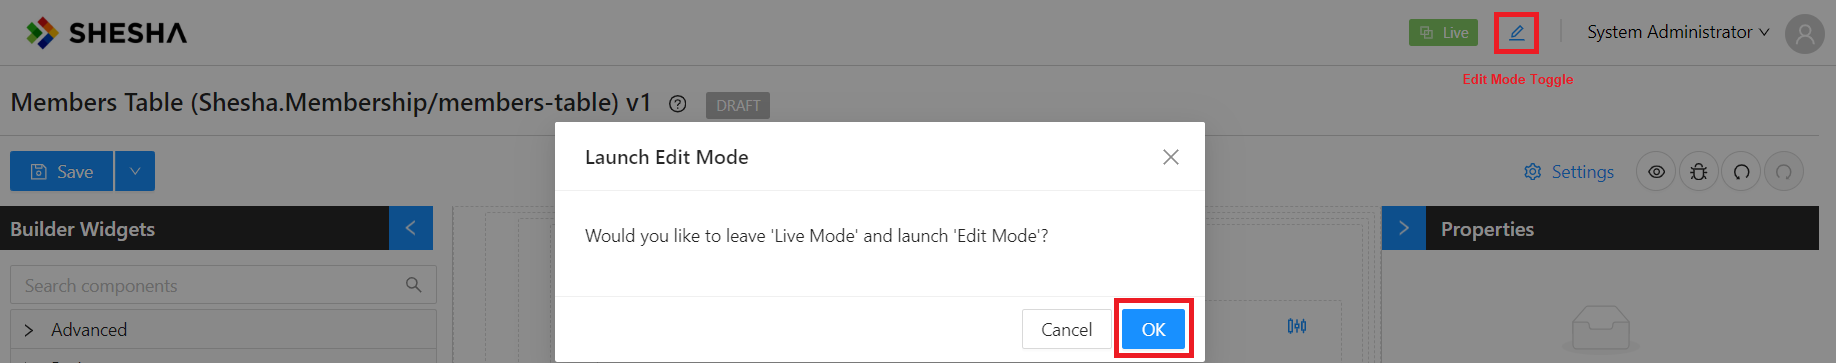 SHESHA
Live
System Administrator
Edit Mode Toggle
Members Table (Shesha.Membership/members-table) v1
DRAFT
Launch Edit Mode
Save
Settings
Builder Widgets
Would you like to leave 'Live Mode' and launch 'Edit Mode'?
Properties
Search components
Advanced
Cancel
OK